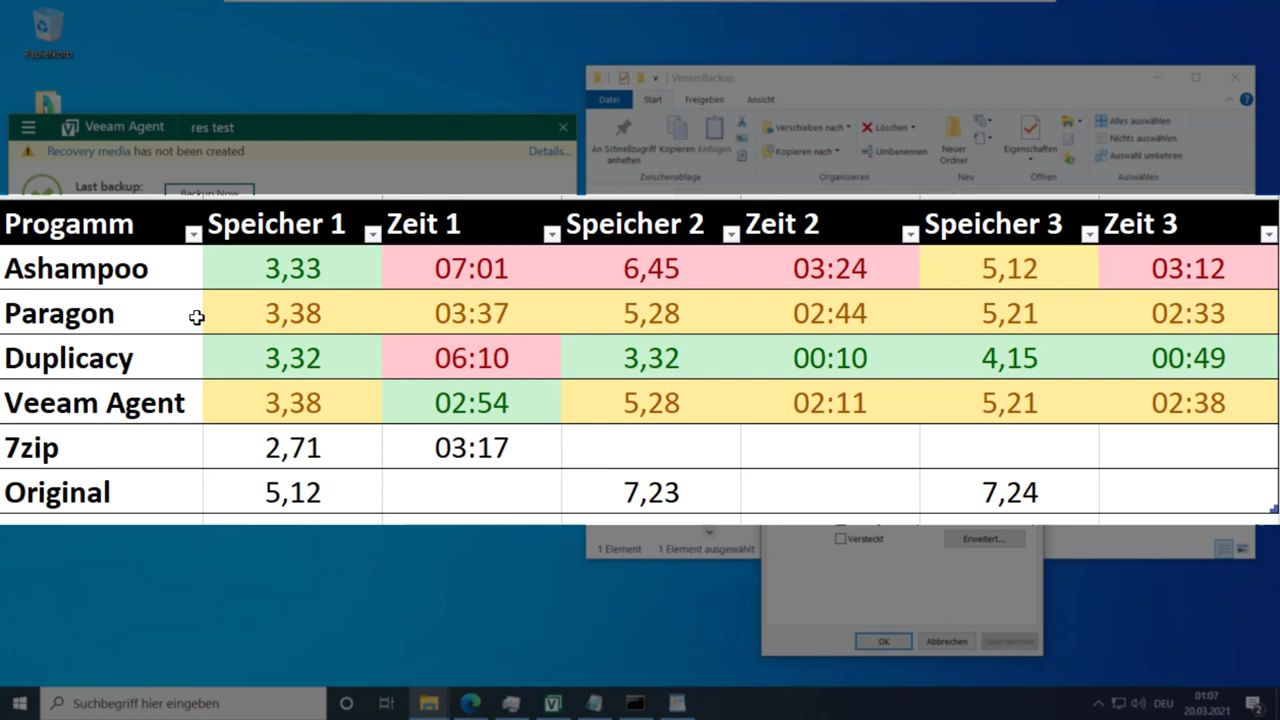 Papierkorb
Veeam Agent res test
Recovery media has not been created Details...
Last backup: Backup Now
VeeamBackup
Datei Start Freigeben Ansicht
An Schnellzugriff anheften
Kopieren
Einfügen
Verschieben nach
Kopieren nach
Löschen
Umbenennen
Neuer Ordner
Eigenschaften
Alles auswählen
Nichts auswählen
Auswahl umkehren
Zwischenablage Organisieren Neu Öffnen Auswählen
Progamm Speicher 1 Zeit 1 Speicher 2 Zeit 2 Speicher 3 Zeit 3
Ashampoo 3,33 07:01 6,45 03:24 5,12 03:12
Paragon 3,38 03:37 5,28 02:44 5,21 02:33
Duplicacy 3,32 06:10 3,32 00:10 4,15 00:49
Veeam Agent 3,38 02:54 5,28 02:11 5,21 02:38
7zip 2,71 03:17
Original 5,12 7,23 7,24
Versteckt Erweitert...
1 Element 1 Element ausgewählt
OK Abbrechen Übernehmen
Suchbegriff hier eingeben
DEU
01:07
20.03.2021
2